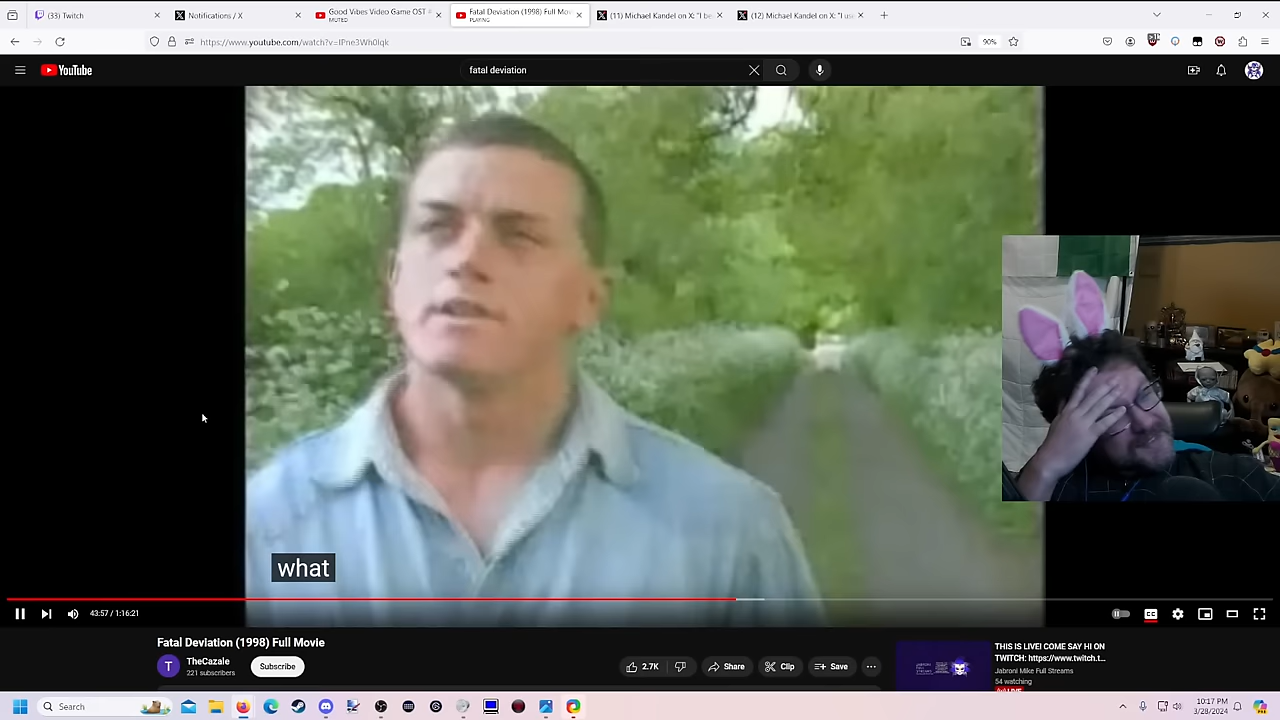 (33) Twitch
Notifications / X
Good Vibes Video Game OST
MUTED
Fatal Deviation (1998) Full Mov
PLAYING
(11) Michael Kandel on X: "I be
(12) Michael Kandel on X: "I us
https://www.youtube.com/watch?v=IPne3Wh0lqk
90%
YouTube
fatal deviation
what
43:57 / 1:16:21
Fatal Deviation (1998) Full Movie
T
TheCazale
221 subscribers
Subscribe
2.7K
Share
Clip
Save
THIS IS LIVE! COME SAY HI ON
TWITCH: https://www.twitch.t...
Jabroni Mike Full Streams
54 watching
LIVE
Search
10:17 PM
3/28/2024